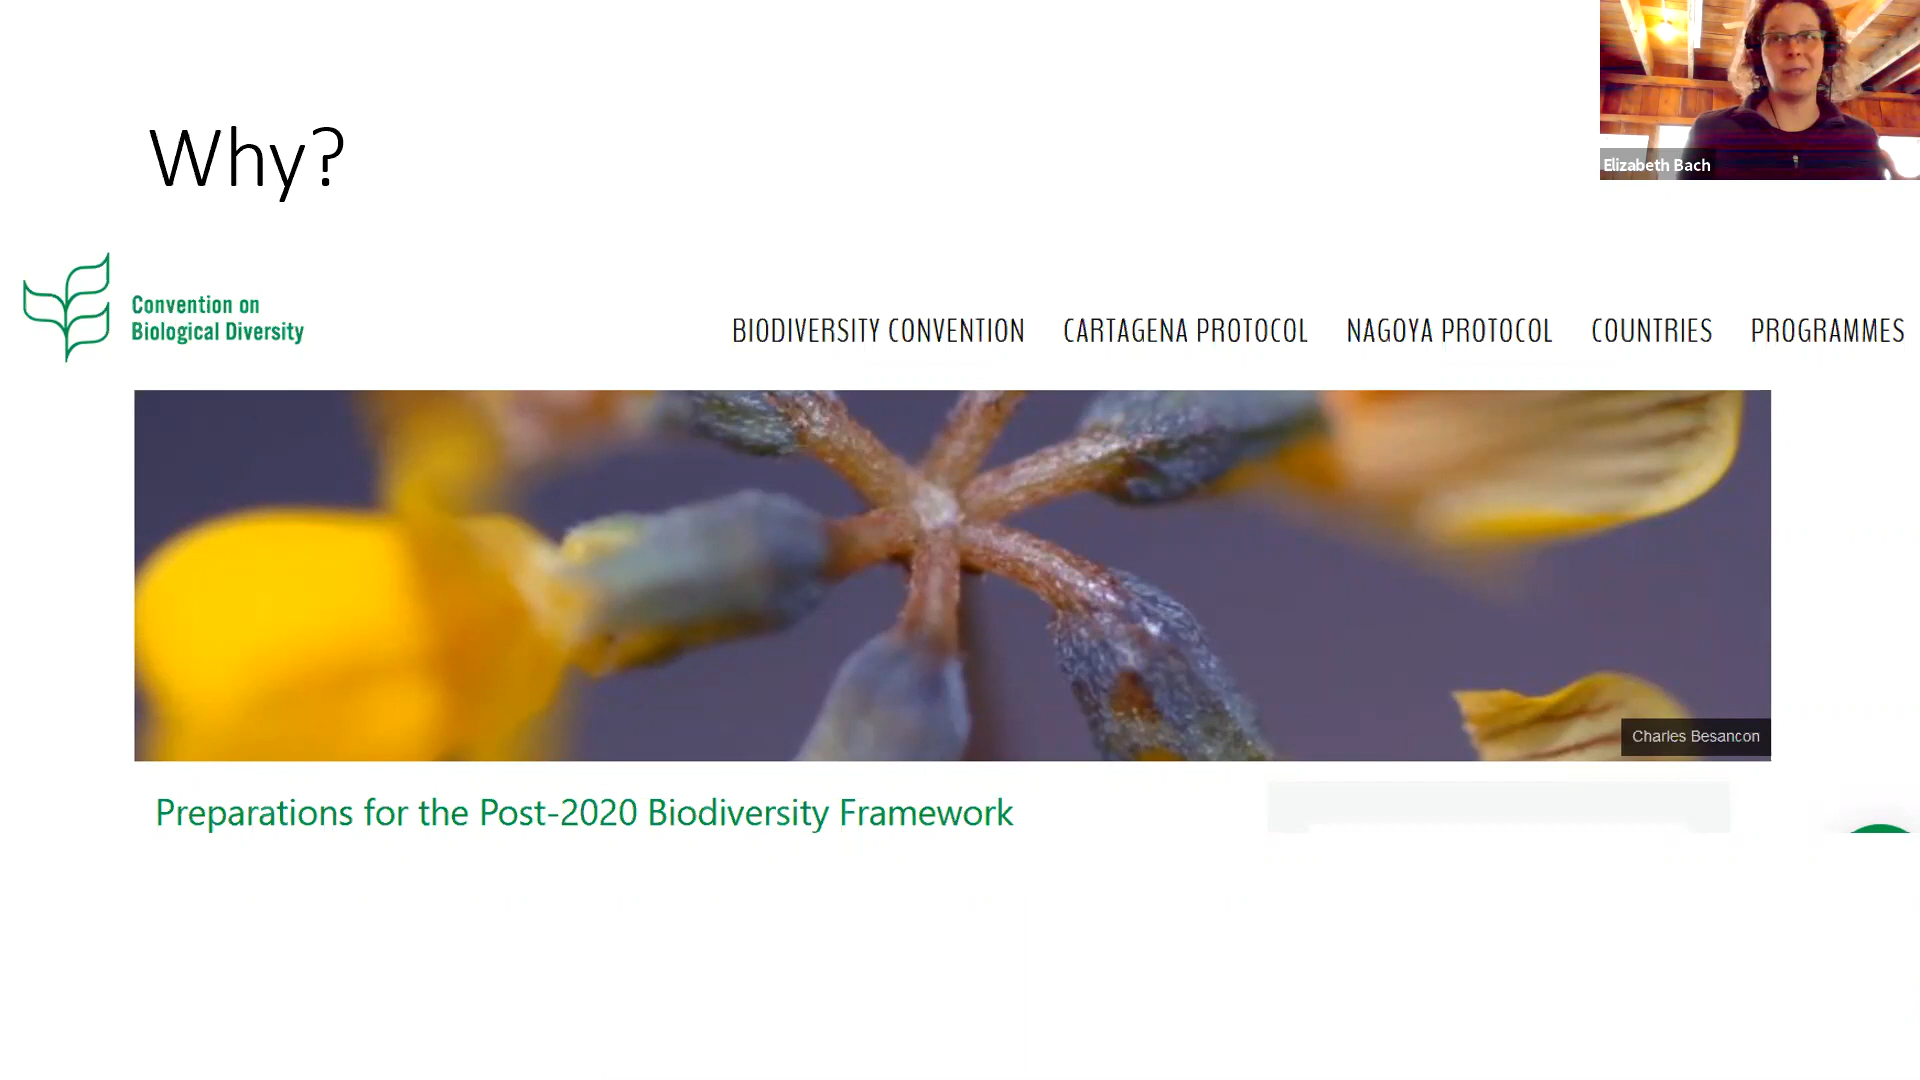 Why?
Elizabeth Bach
Convention on
Biological Diversity
BIODIVERSITY CONVENTION CARTAGENA PROTOCOL NAGOYA PROTOCOL COUNTRIES PROGRAMMES
Charles Besancon
Preparations for the Post-2020 Biodiversity Framework